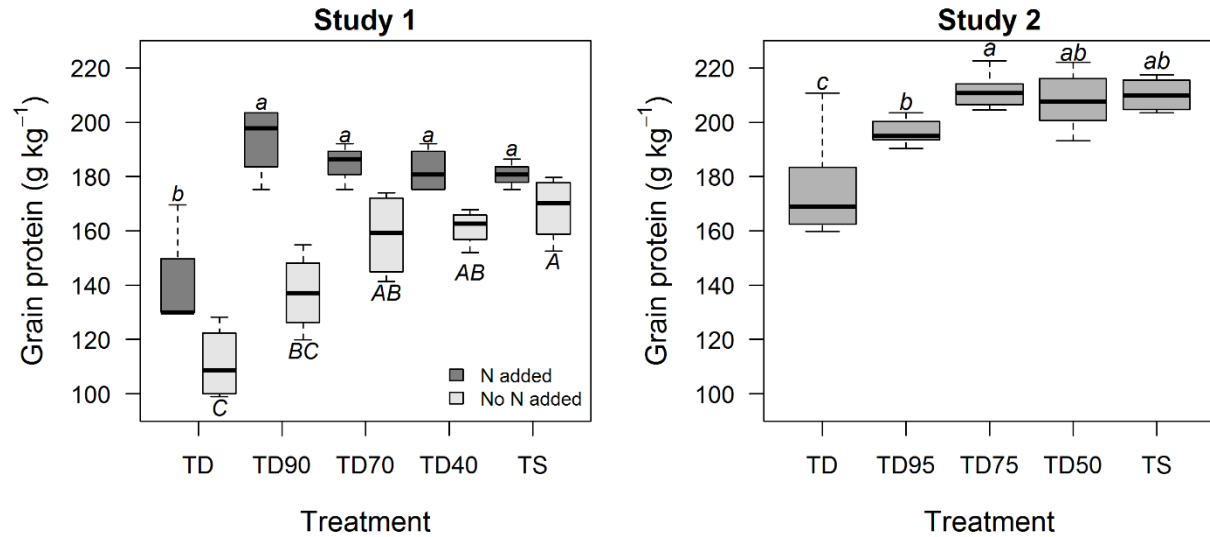 Study 1
Grain protein (g kg⁻¹)
220
200
180
160
140
120
100
b
a
a
a
a
C
BC
AB
AB
A
N added
No N added
TD TD90 TD70 TD40 TS
Treatment
Study 2
Grain protein (g kg⁻¹)
220
200
180
160
140
120
100
c
b
a
ab
ab
TD TD95 TD75 TD50 TS
Treatment